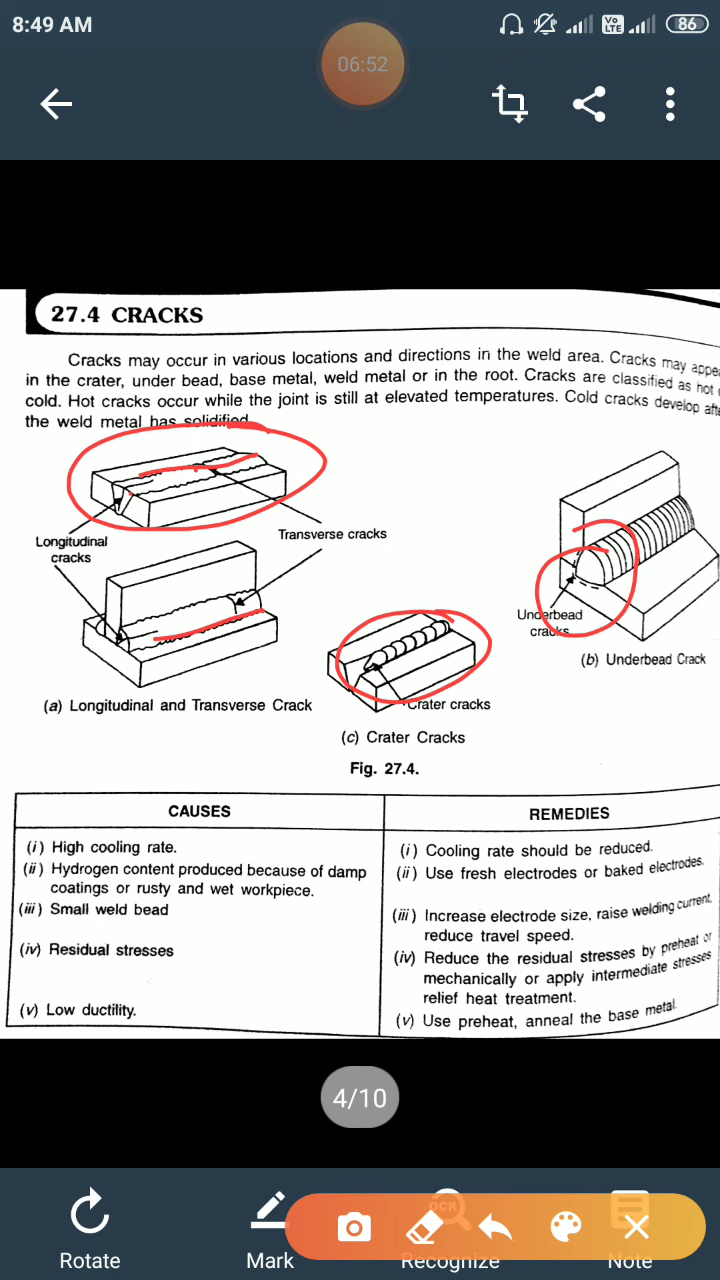 8:49 AM
Vo
LTE
86
06:52
27.4 CRACKS
Cracks may occur in various locations and directions in the weld area. Cracks may appea
in the crater, under bead, base metal, weld metal or in the root. Cracks are classified as hot
cold. Hot cracks occur while the joint is still at elevated temperatures. Cold cracks develop afte
the weld metal has solidified
Longitudinal
cracks
Transverse cracks
Underbead
cracks
(b) Underbead Crack
(a) Longitudinal and Transverse Crack
Crater cracks
(c) Crater Cracks
Fig. 27.4.
CAUSES
(i) High cooling rate.
(ii) Hydrogen content produced because of damp
coatings or rusty and wet workpiece.
(iii) Small weld bead
(iv) Residual stresses
(v) Low ductility.
REMEDIES
(i) Cooling rate should be reduced.
(ii) Use fresh electrodes or baked electrodes.
(iii) Increase electrode size, raise welding current,
reduce travel speed.
(iv) Reduce the residual stresses by preheat or
mechanically or apply intermediate stresses
relief heat treatment.
(v) Use preheat, anneal the base metal.
4/10
OCR
Rotate
Mark
Recognize
Note